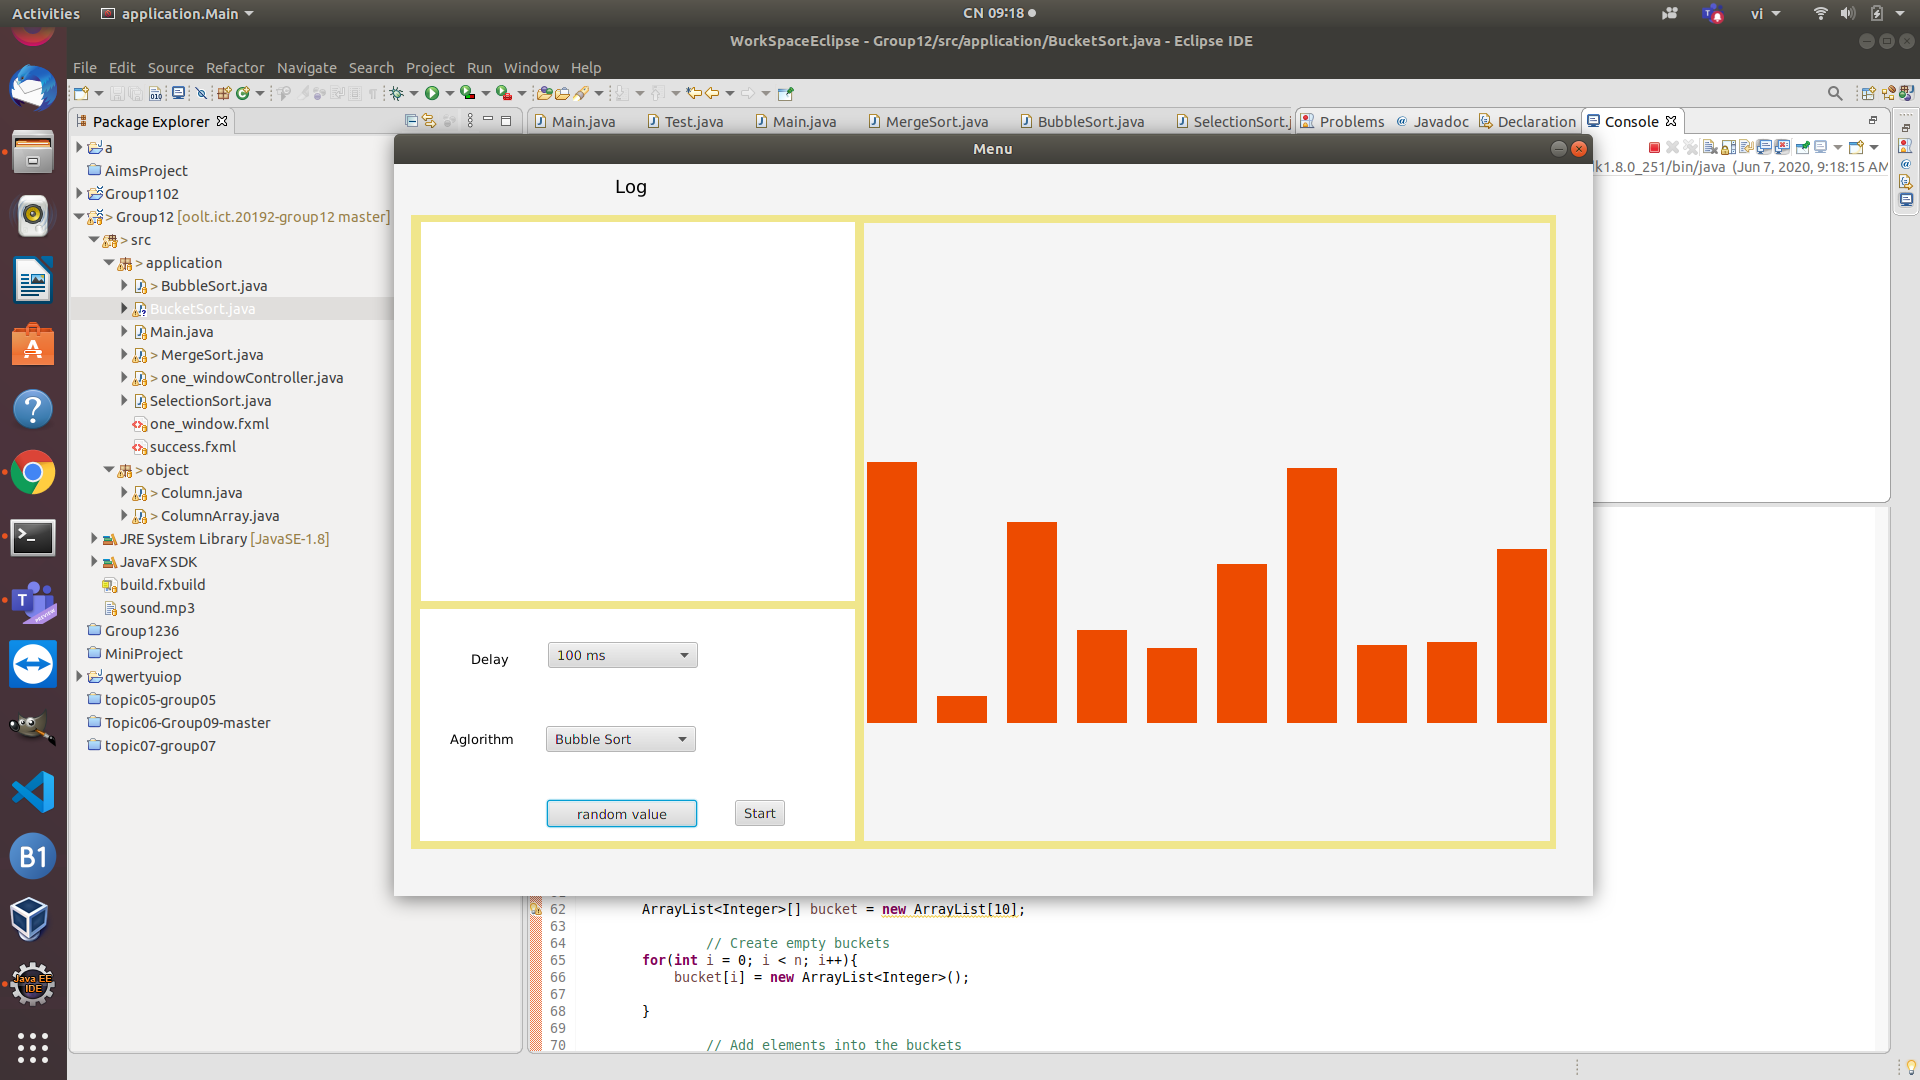 Activities application.Main CN 09:18 vi
WorkSpaceEclipse - Group12/src/application/BucketSort.java - Eclipse IDE
File Edit Source Refactor Navigate Search Project Run Window Help
Package Explorer
Main.java Test.java Main.java MergeSort.java BubbleSort.java SelectionSort.j
Problems Javadoc Declaration Console
k1.8.0_251/bin/java (Jun 7, 2020, 9:18:15 AM
a
AimsProject
Group1102
> Group12 [oolt.ict.20192-group12 master]
> src
> application
> BubbleSort.java
BucketSort.java
Main.java
> MergeSort.java
> one_windowController.java
SelectionSort.java
one_window.fxml
success.fxml
> object
> Column.java
> ColumnArray.java
JRE System Library [JavaSE-1.8]
JavaFX SDK
build.fxbuild
sound.mp3
Group1236
MiniProject
qwertyuiop
topic05-group05
Topic06-Group09-master
topic07-group07
Menu
Log
Delay 100 ms
Aglorithm Bubble Sort
random value Start
62 ArrayList<Integer>[] bucket = new ArrayList[10];
63
64 // Create empty buckets
65 for(int i = 0; i < n; i++){
66 bucket[i] = new ArrayList<Integer>();
67
68 }
69
70 // Add elements into the buckets
B1
Java EE
IDE